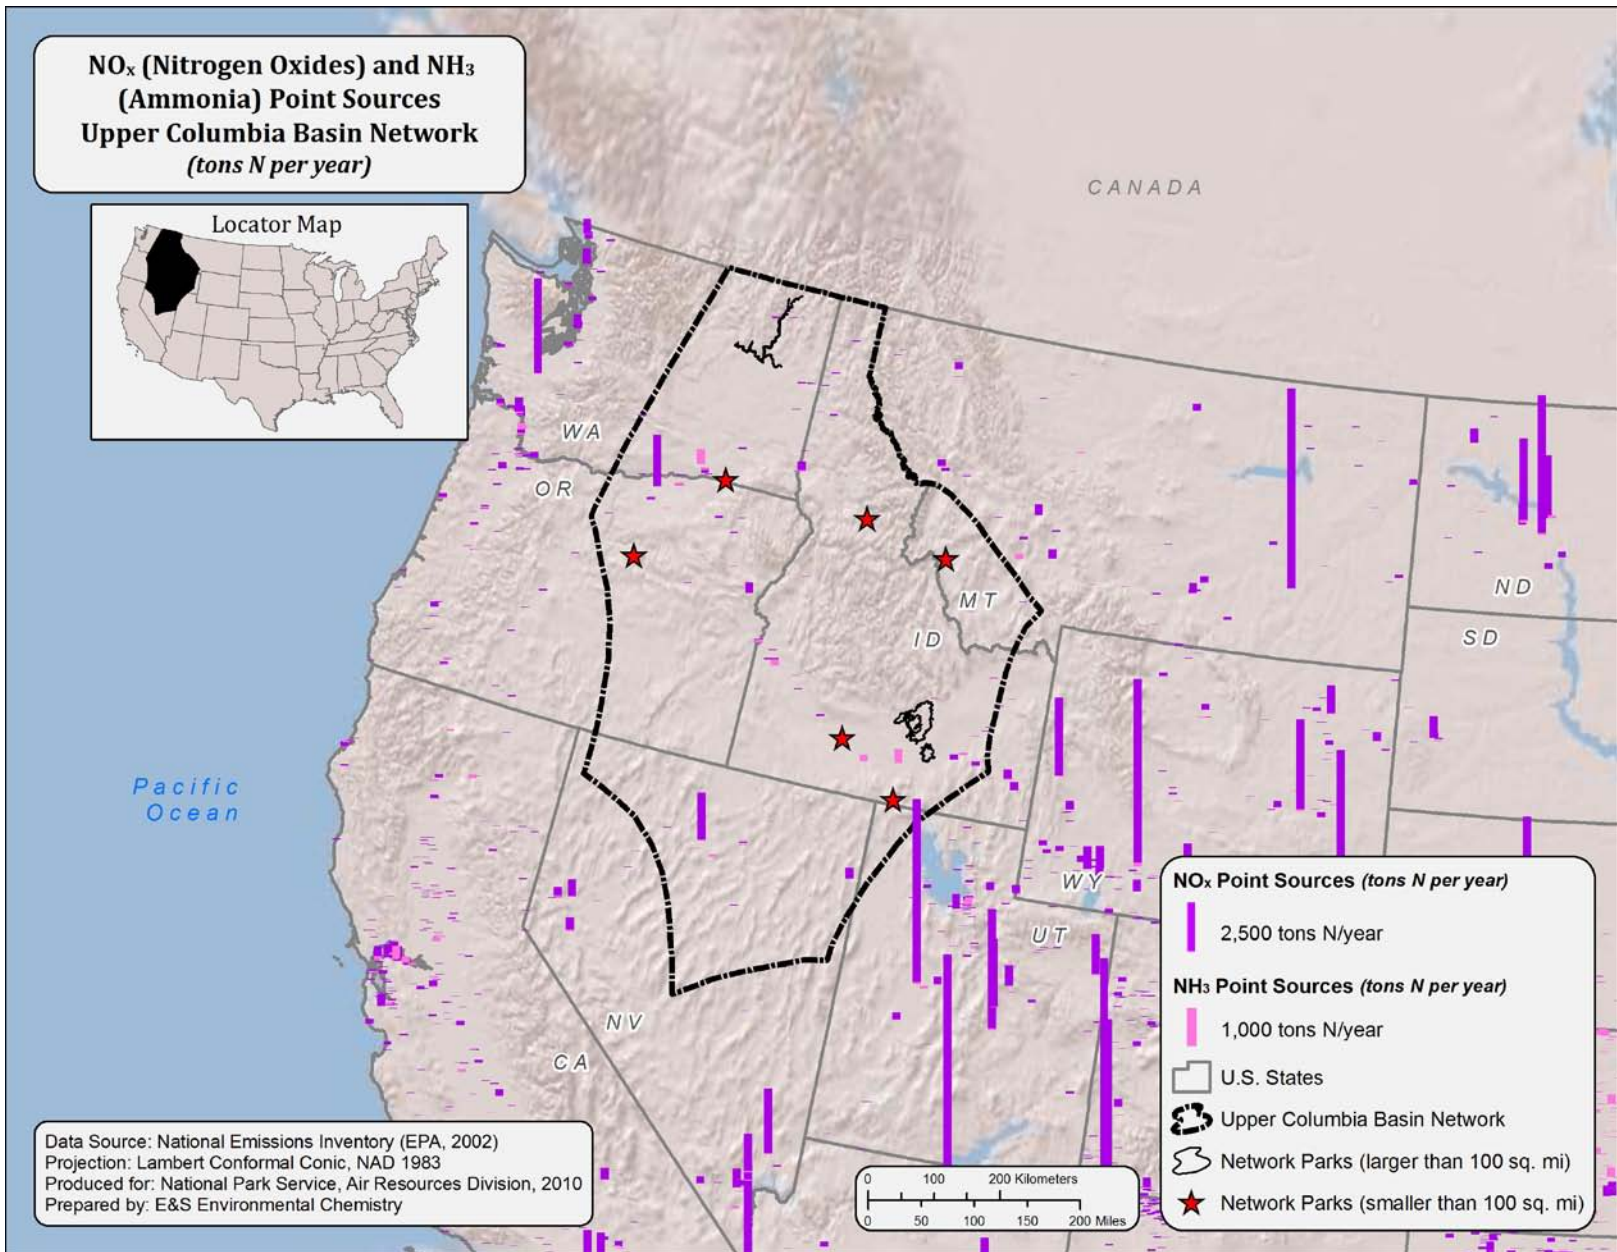 NOₓ (Nitrogen Oxides) and NH₃
(Ammonia) Point Sources
Upper Columbia Basin Network
(tons N per year)
Locator Map
CANADA
WA
OR
MT
ID
ND
SD
Pacific
Ocean
WY
UT
NV
CA
NOₓ Point Sources (tons N per year)
2,500 tons N/year
NH₃ Point Sources (tons N per year)
1,000 tons N/year
U.S. States
Upper Columbia Basin Network
Network Parks (larger than 100 sq. mi)
Network Parks (smaller than 100 sq. mi)
Data Source: National Emissions Inventory (EPA, 2002)
Projection: Lambert Conformal Conic, NAD 1983
Produced for: National Park Service, Air Resources Division, 2010
Prepared by: E&S Environmental Chemistry
0 100 200 Kilometers
0 50 100 150 200 Miles